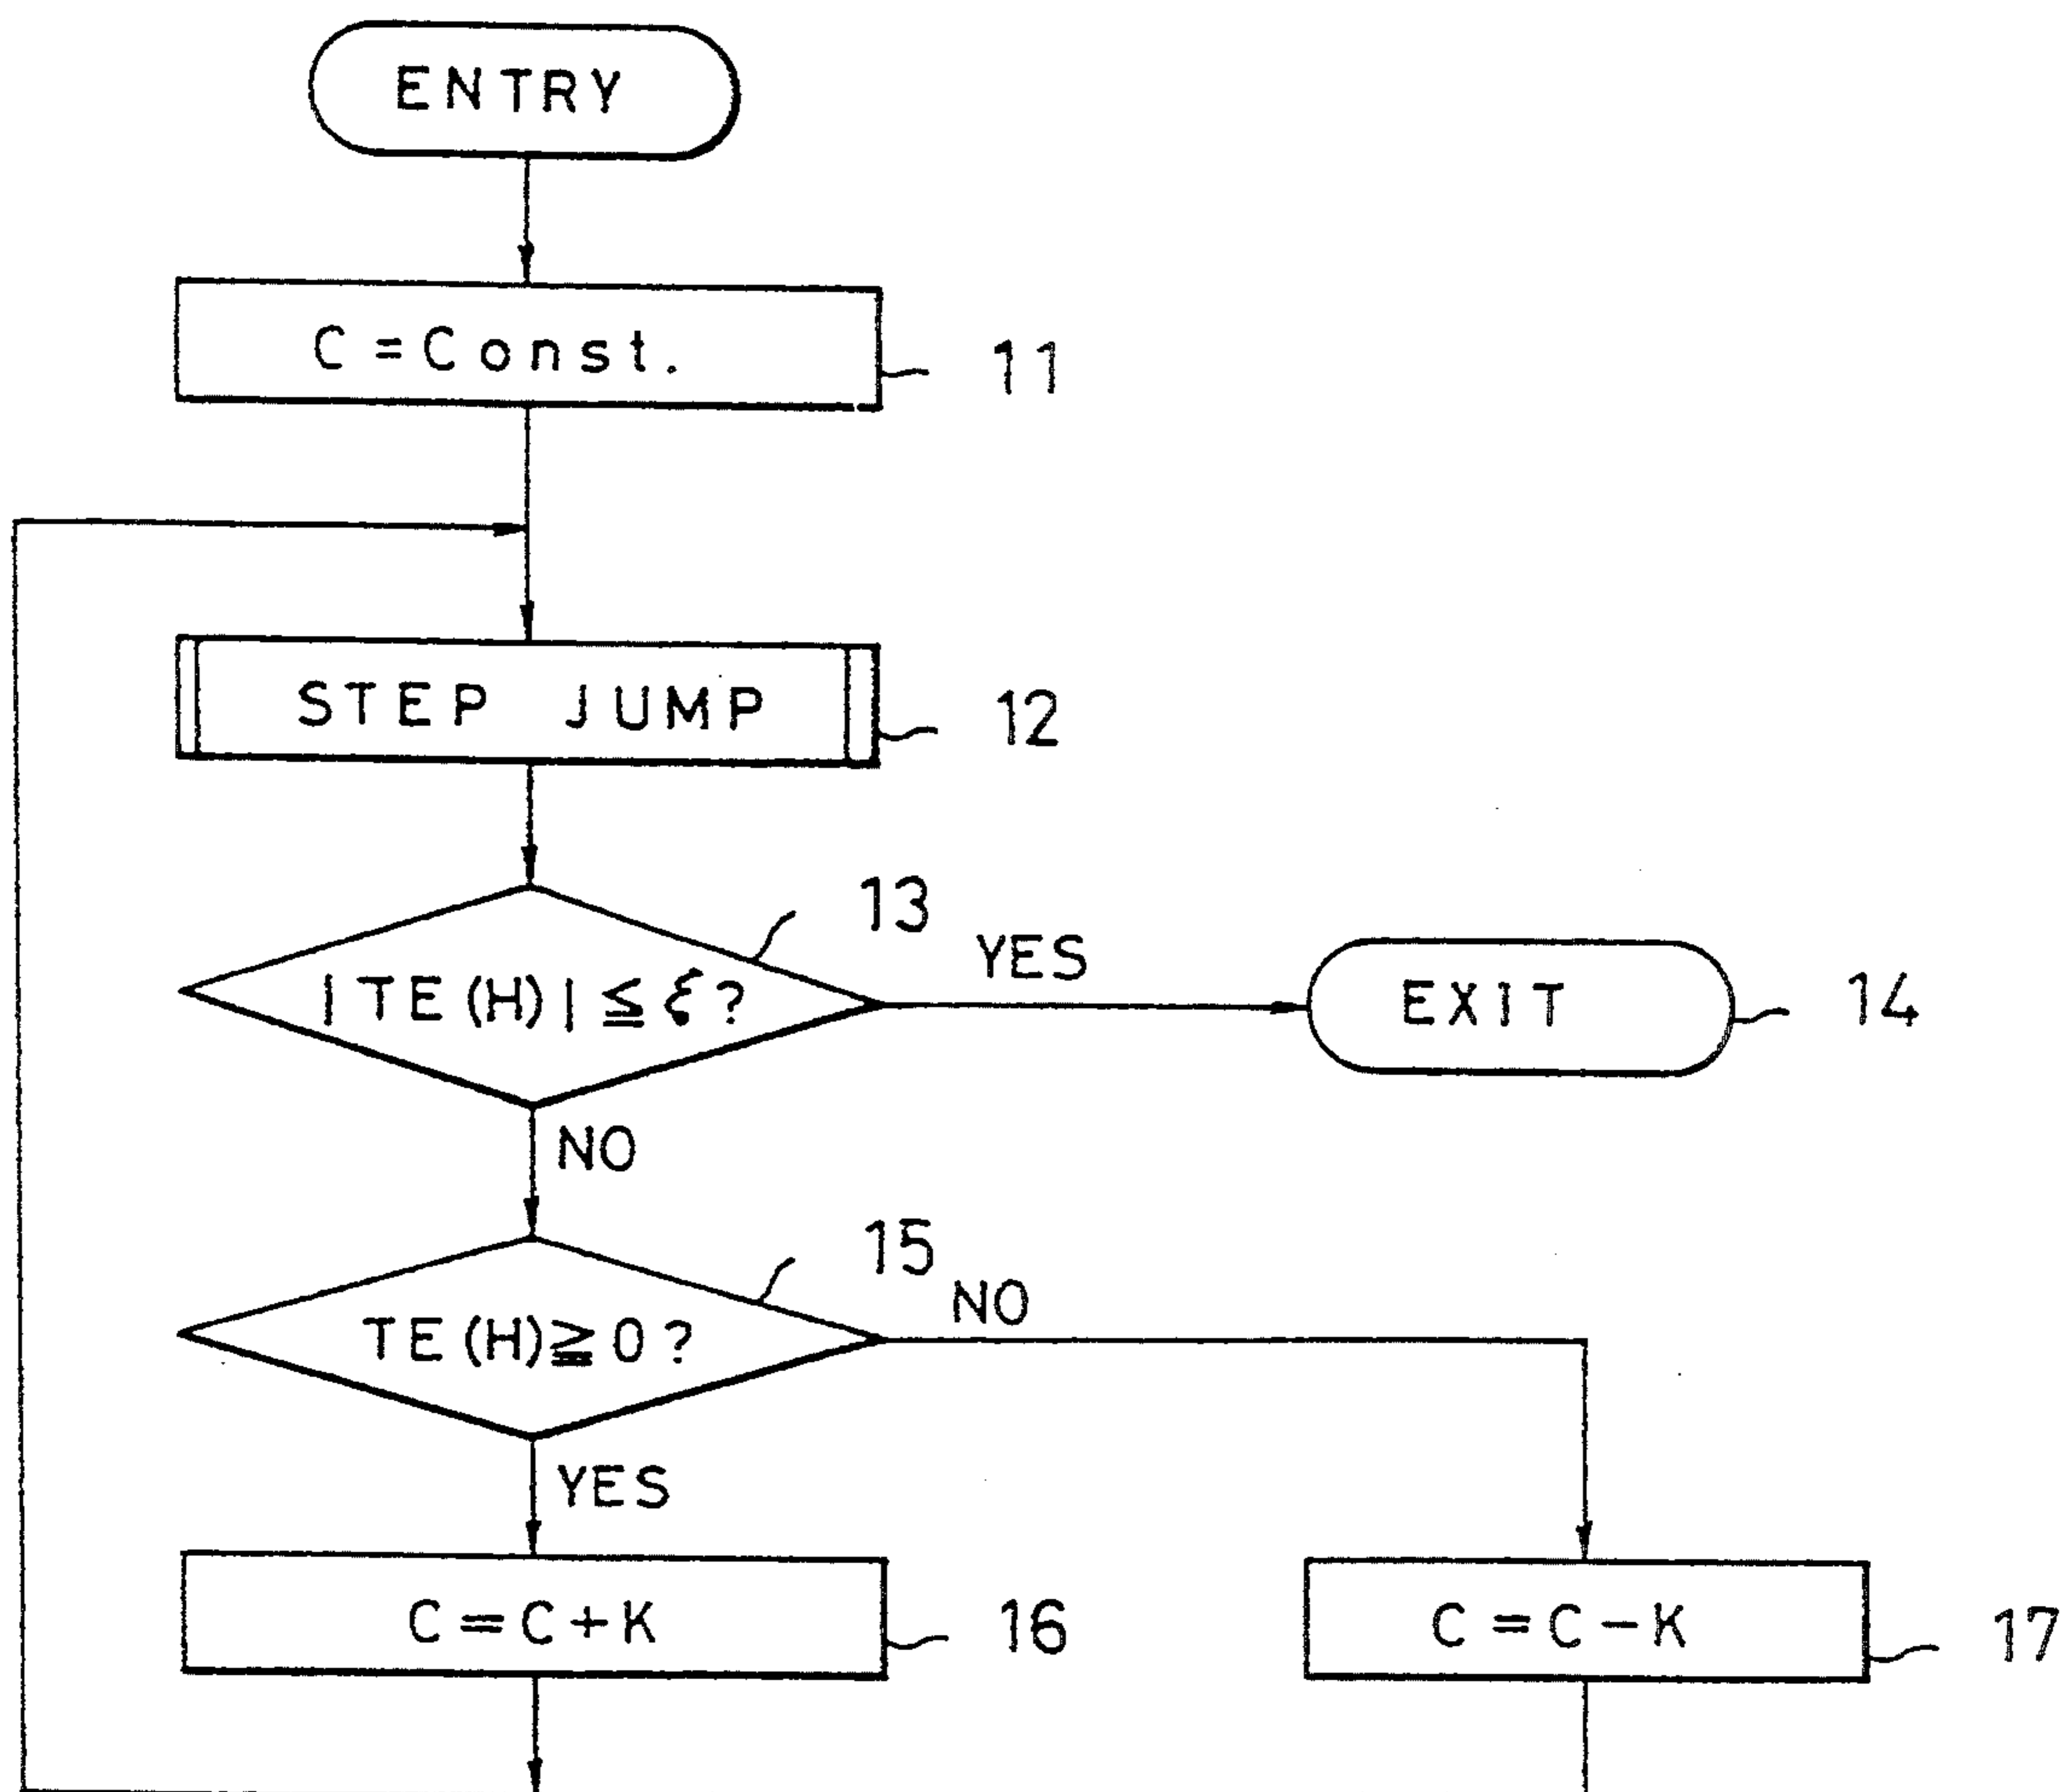 ENTRY
C=Const.
11
STEP JUMP
12
13
YES
|TE(H)|≦ξ?
EXIT
14
NO
15
NO
TE(H)≧0?
YES
C=C+K
16
C=C-K
17